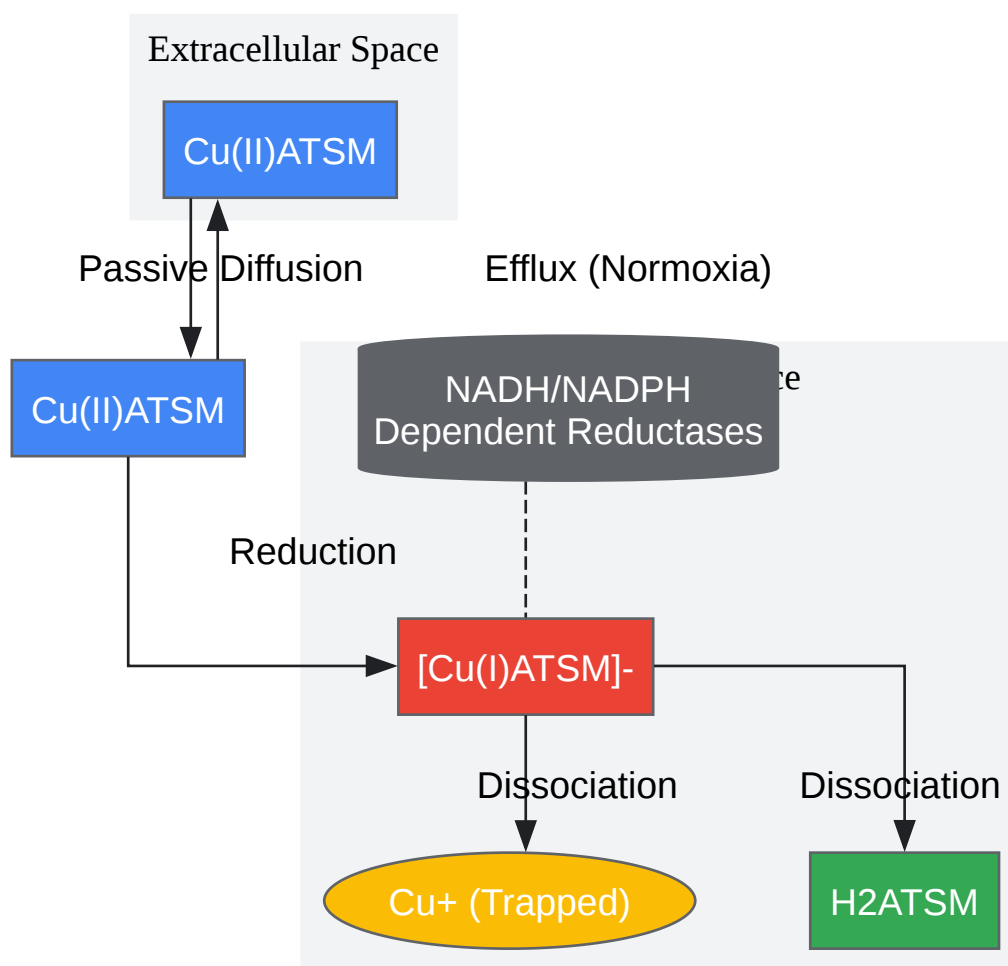 Extracellular Space
Cu(II)ATSM
Passive Diffusion
Efflux (Normoxia)
Cu(II)ATSM
NADH/NADPH
Dependent Reductases
Reduction
[Cu(I)ATSM]-
Dissociation
Dissociation
Cu+ (Trapped)
H2ATSM